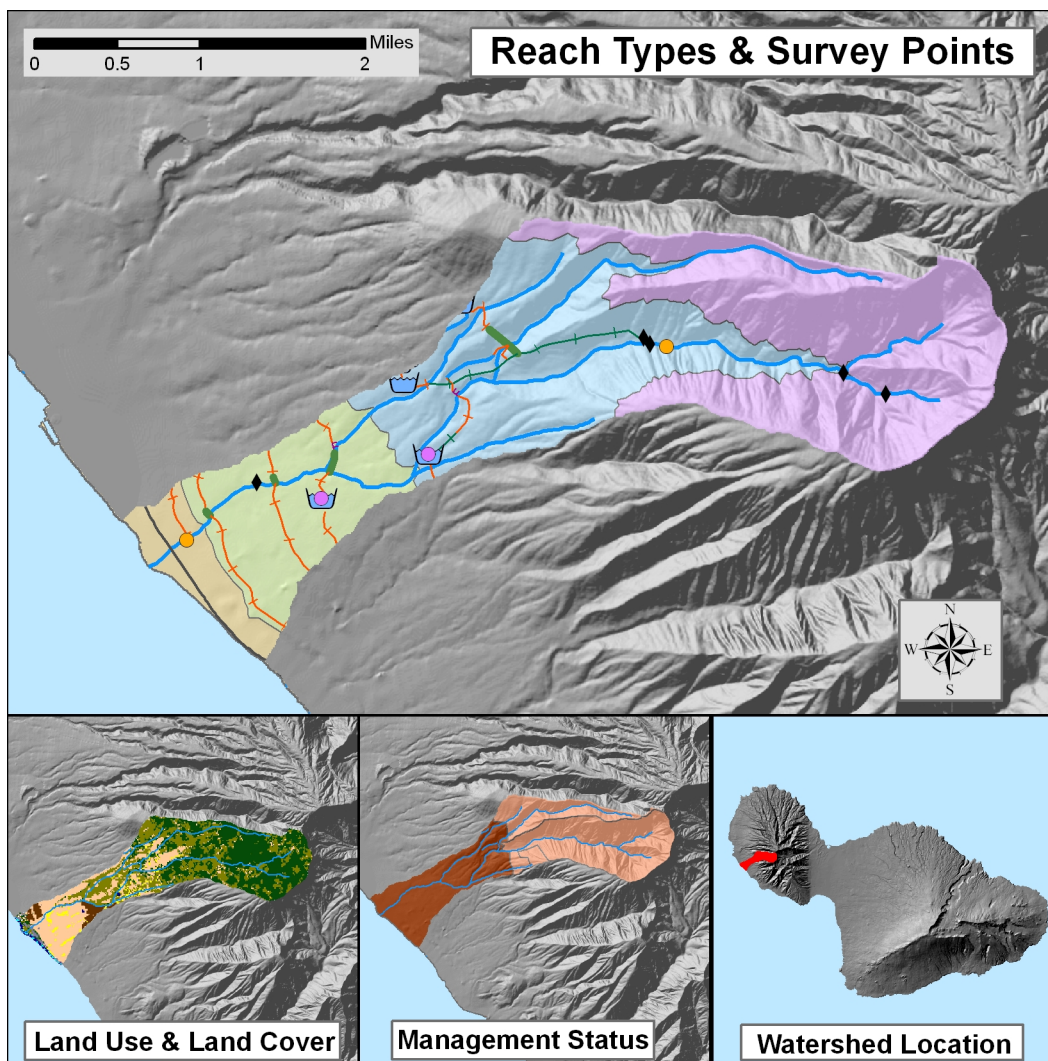 Miles
0 0.5 1 2
Reach Types & Survey Points
N
W E
S
Land Use & Land Cover
Management Status
Watershed Location